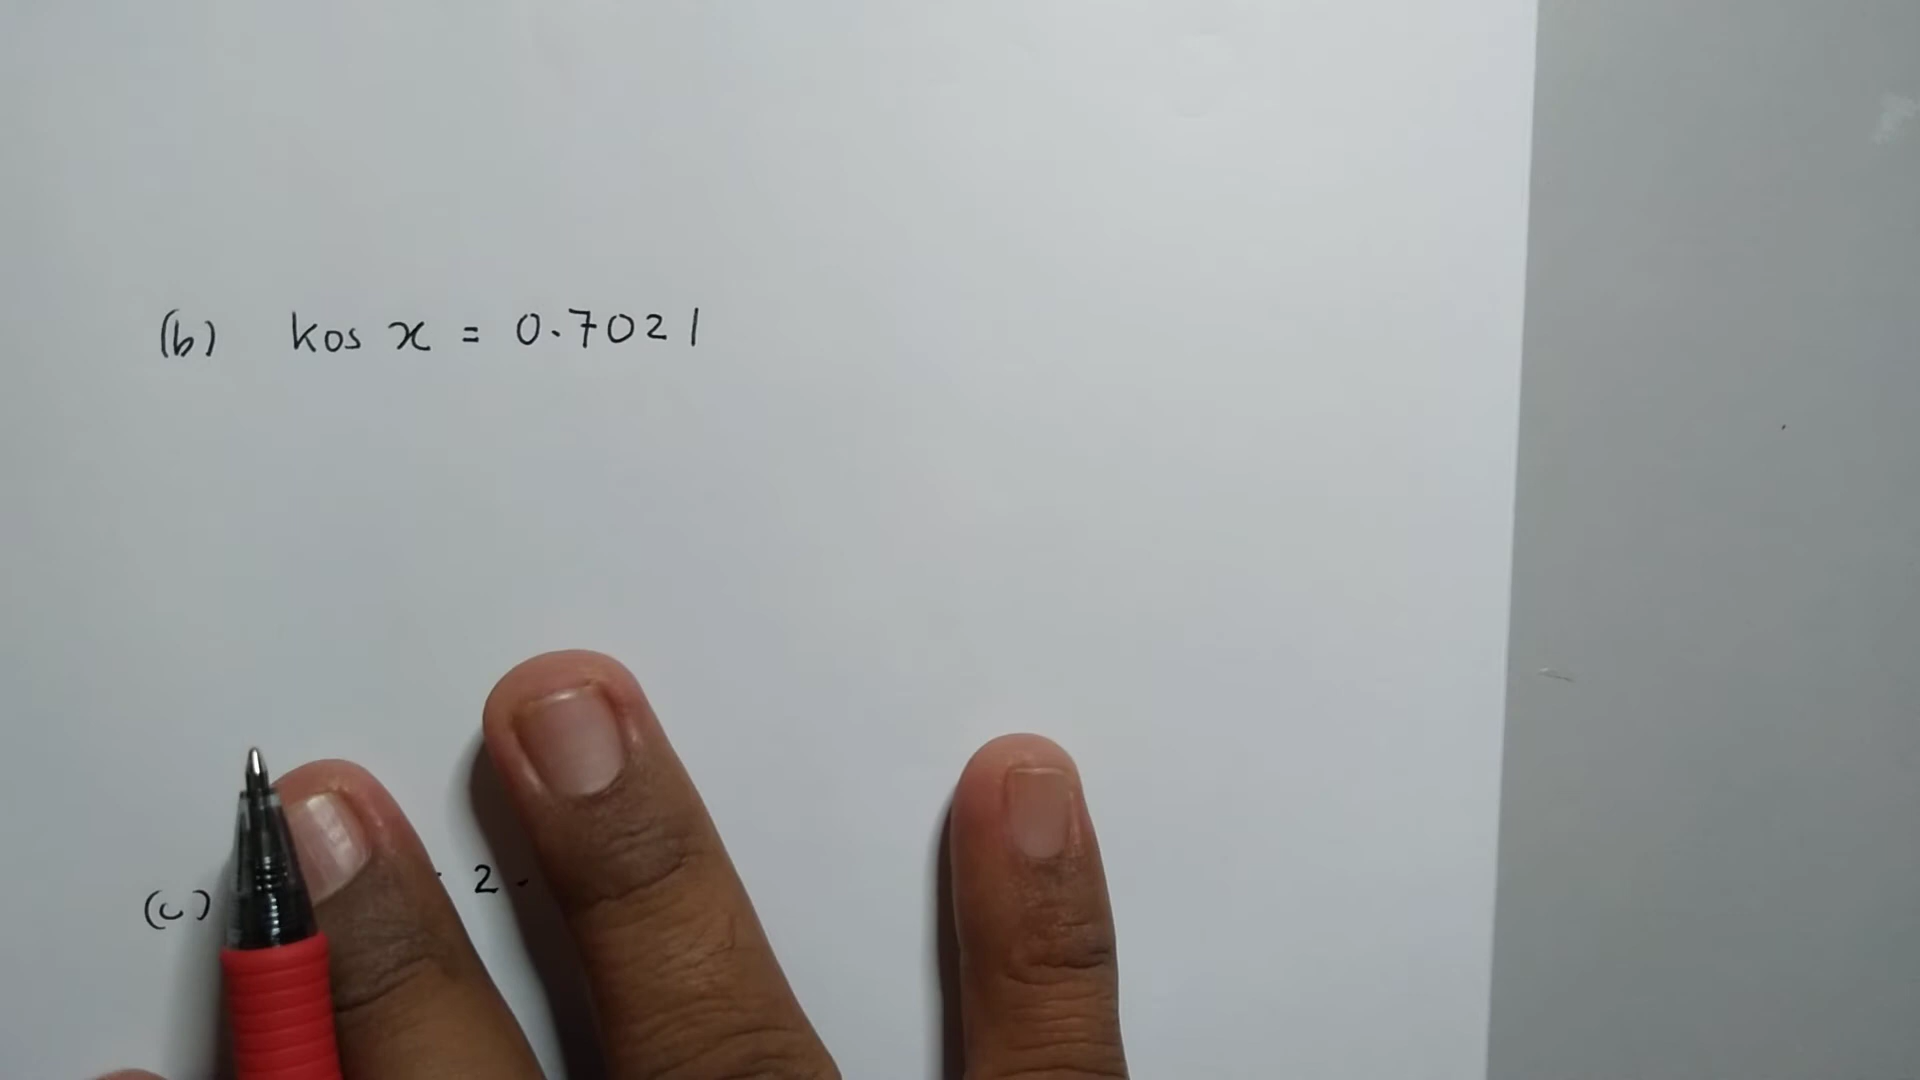 (b) kos x = 0.7021
(c) 2.